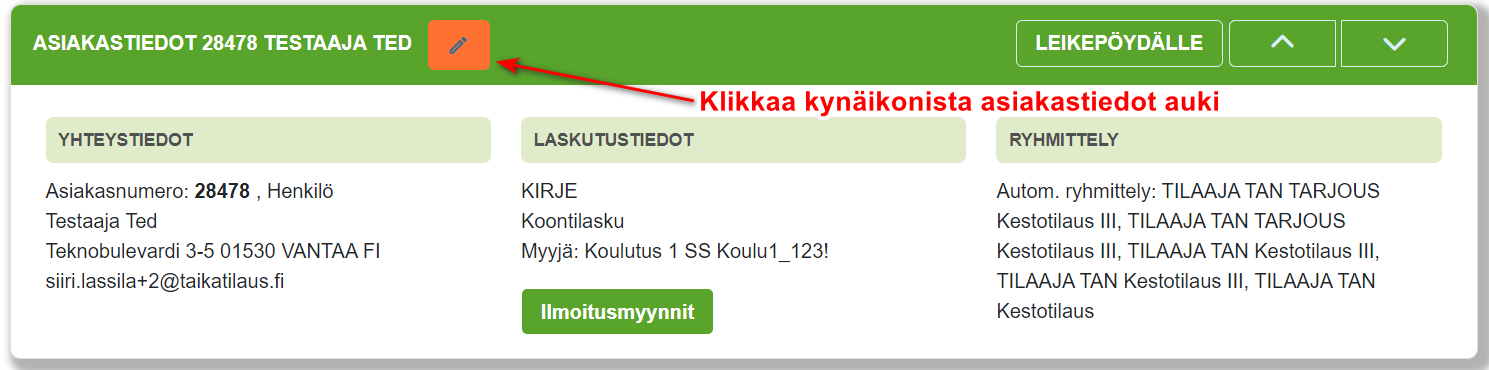 ASIAKASTIEDOT 28478 TESTAAJA TED
LEIKEPÖYDÄLLE
Klikkaa kynäikonista asiakastiedot auki
YHTEYSTIEDOT
Asiakasnumero: 28478 , Henkilö
Testaaja Ted
Teknobulevardi 3-5 01530 VANTAA FI
siiri.lassila+2@taikatilaus.fi
LASKUTUSTIEDOT
KIRJE
Koontilasku
Myyjä: Koulutus 1 SS Koulu1_123!
Ilmoitusmyynnit
RYHMITTELY
Autom. ryhmittely: TILAAJA TAN TARJOUS
Kestotilaus III, TILAAJA TAN TARJOUS
Kestotilaus III, TILAAJA TAN Kestotilaus III,
TILAAJA TAN Kestotilaus III, TILAAJA TAN
Kestotilaus